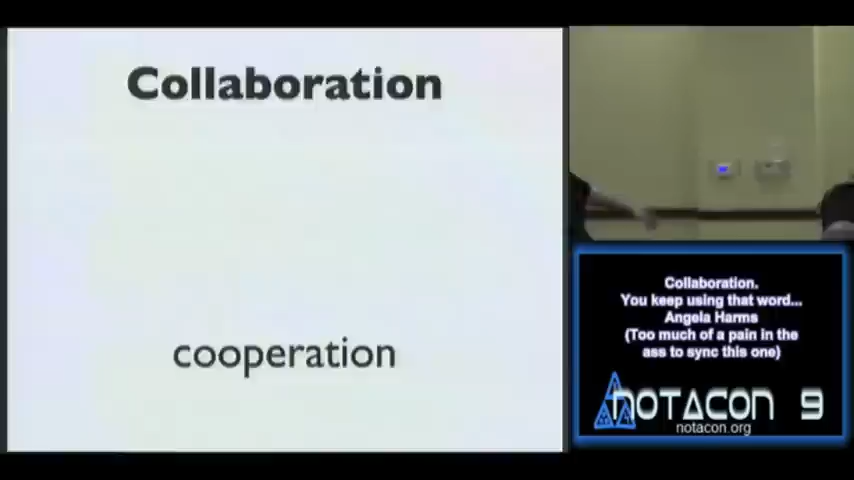 Collaboration
cooperation
Collaboration.
You keep using that word...
Angela Harms
(Too much of a pain in the
ass to sync this one)
NOTACON 9
notacon.org